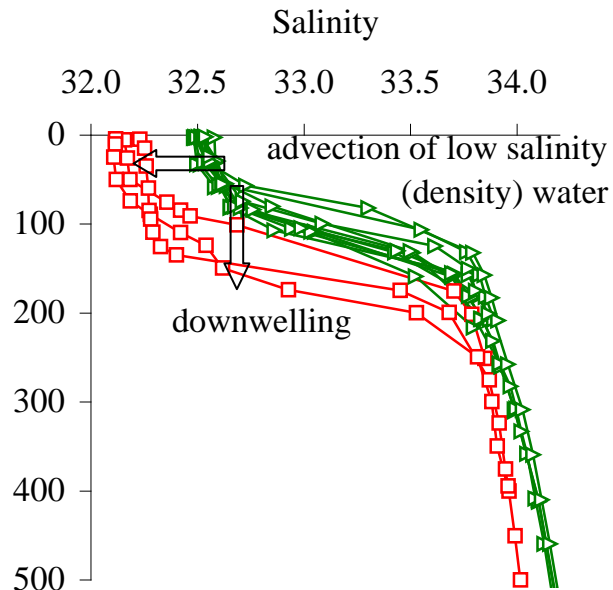 Salinity
32.0 32.5 33.0 33.5 34.0
0
advection of low salinity
(density) water
100
200
downwelling
300
400
500